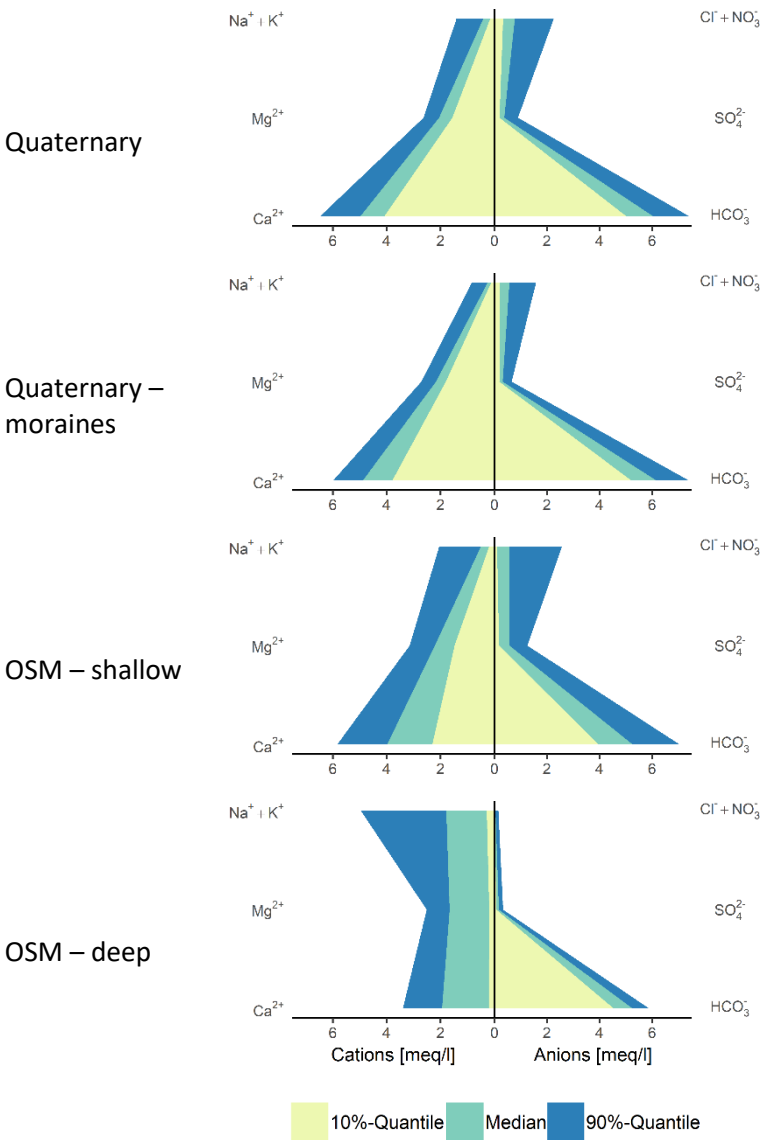 Na⁺ + K⁺ Cl⁻ + NO₃⁻
Quaternary
Mg²⁺ SO₄²⁻
Ca²⁺ HCO₃⁻
6 4 2 0 2 4 6
Na⁺ + K⁺ Cl⁻ + NO₃⁻
Quaternary –
moraines
Mg²⁺ SO₄²⁻
Ca²⁺ HCO₃⁻
6 4 2 0 2 4 6
Na⁺ + K⁺ Cl⁻ + NO₃⁻
OSM – shallow
Mg²⁺ SO₄²⁻
Ca²⁺ HCO₃⁻
6 4 2 0 2 4 6
Na⁺ + K⁺ Cl⁻ + NO₃⁻
OSM – deep
Mg²⁺ SO₄²⁻
Ca²⁺ HCO₃⁻
6 4 2 0 2 4 6
Cations [meq/l] Anions [meq/l]
10%-Quantile Median 90%-Quantile